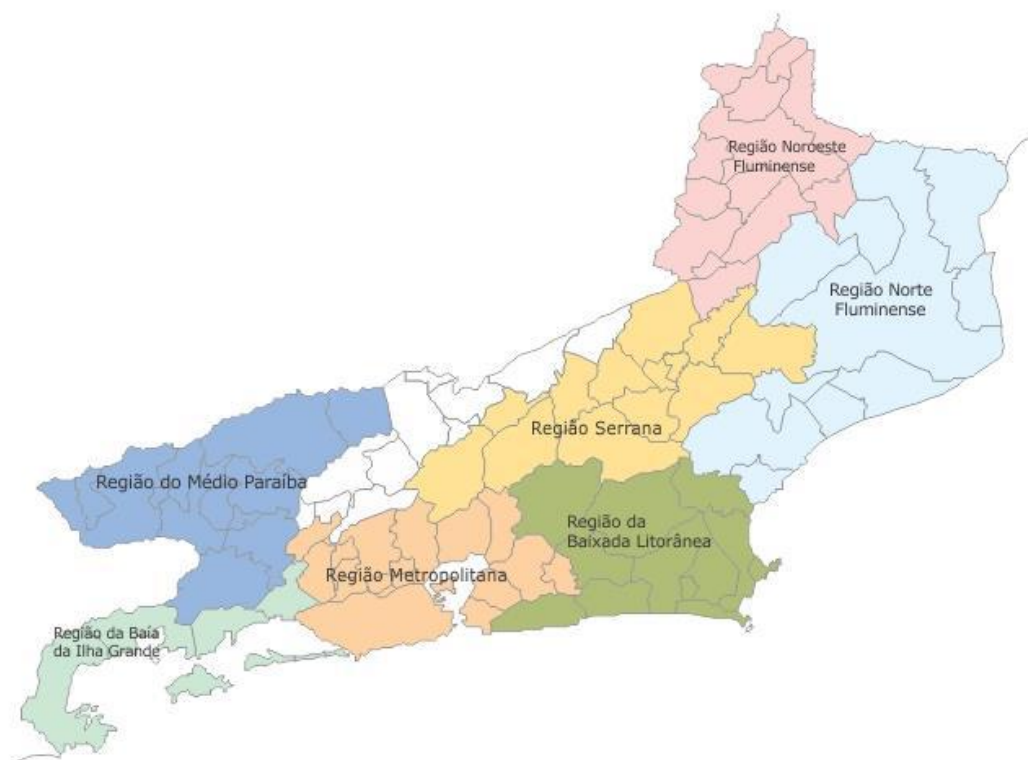 Região Noroeste
Fluminense
Região Norte
Fluminense
Região Serrana
Região do Médio Paraíba
Região da
Baixada Litorânea
Região Metropolitana
Região da Baía
da Ilha Grande